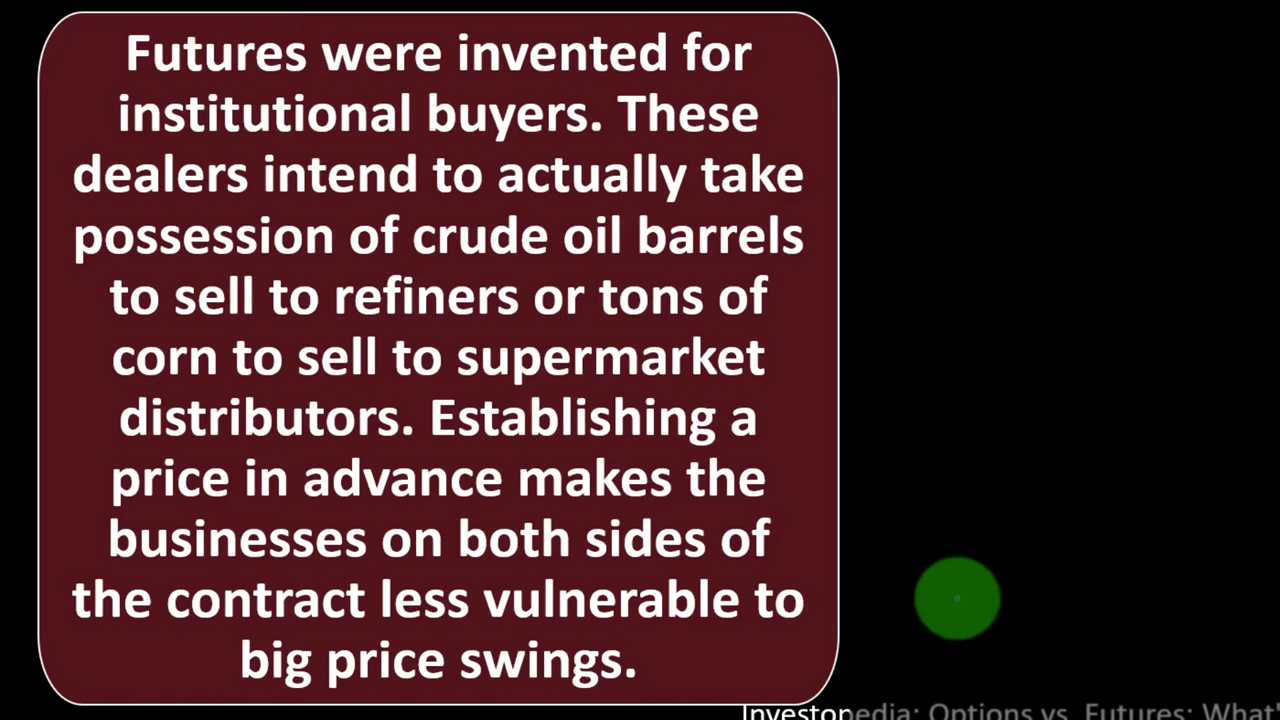 Futures were invented for
institutional buyers. These
dealers intend to actually take
possession of crude oil barrels
to sell to refiners or tons of
corn to sell to supermarket
distributors. Establishing a
price in advance makes the
businesses on both sides of
the contract less vulnerable to
big price swings.
Investopedia: Options vs. Futures: What'